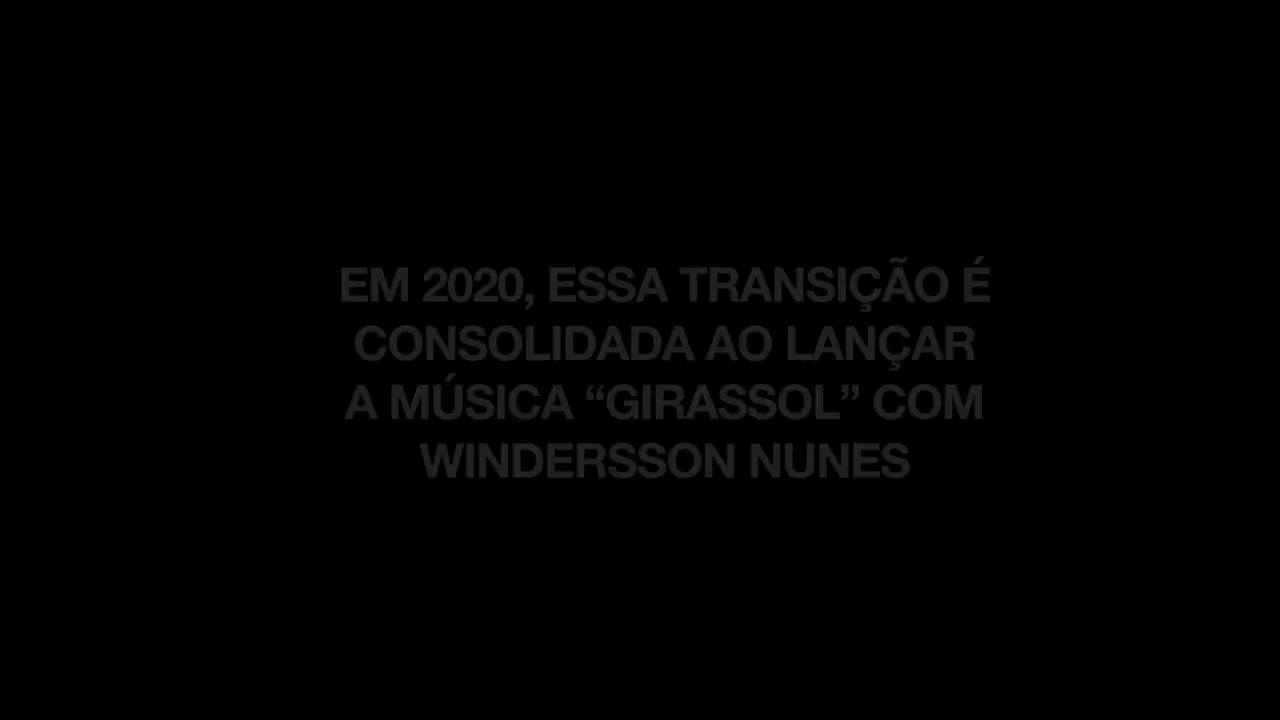 EM 2020, ESSA TRANSIÇÃO É
CONSOLIDADA AO LANÇAR
A MÚSICA “GIRASSOL” COM
WINDERSSON NUNES